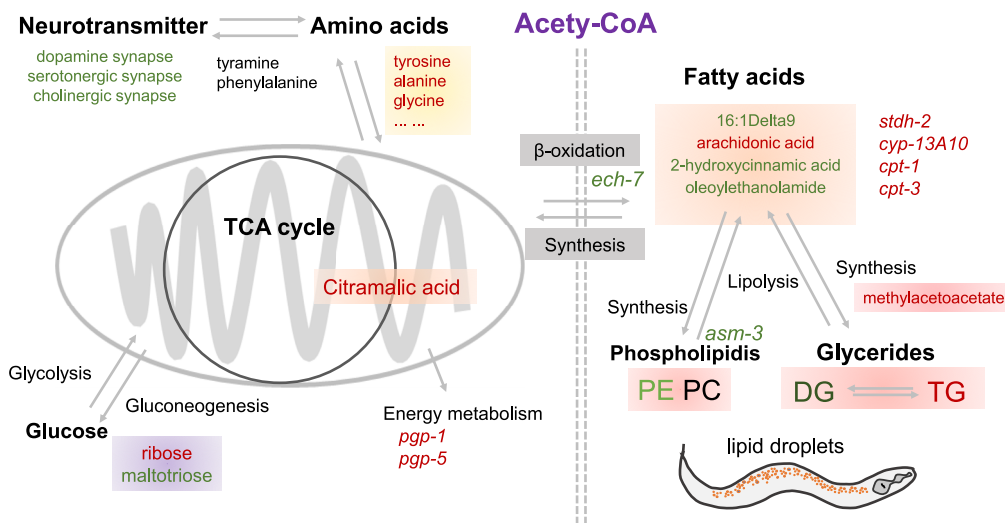 Neurotransmitter
Amino acids
dopamine synapse
serotonergic synapse
cholinergic synapse
tyramine
phenylalanine
tyrosine
alanine
glycine
... ...
TCA cycle
Citramalic acid
Glycolysis
Gluconeogenesis
Glucose
ribose
maltotriose
Energy metabolism
pgp-1
pgp-5
Acety-CoA
β-oxidation
ech-7
Synthesis
Fatty acids
16:1Delta9
arachidonic acid
2-hydroxycinnamic acid
oleoylethanolamide
stdh-2
cyp-13A10
cpt-1
cpt-3
Synthesis
Lipolysis
Synthesis
methylacetoacetate
asm-3
Phospholipidis
PE PC
Glycerides
DG
TG
lipid droplets